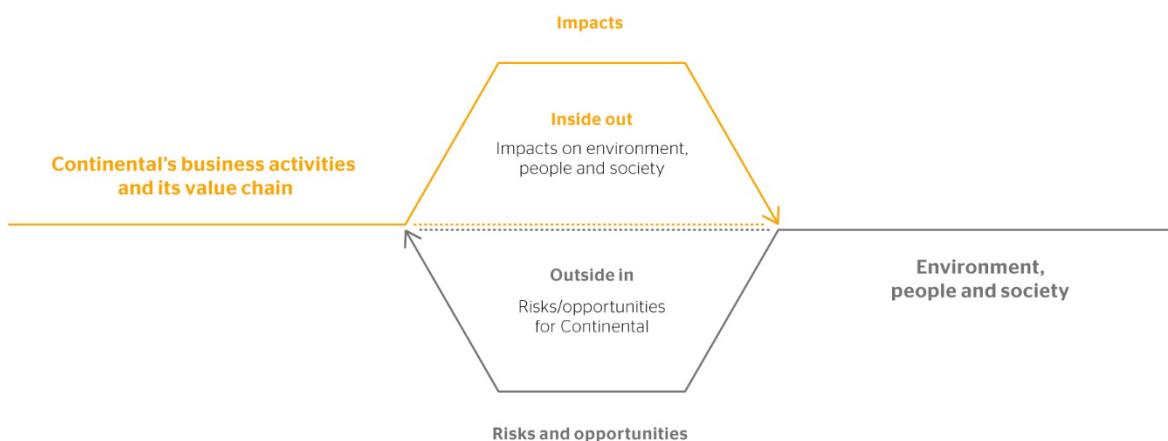 Impacts
Inside out
Impacts on environment,
people and society
Continental’s business activities
and its value chain
Outside in
Risks/opportunities
for Continental
Environment,
people and society
Risks and opportunities